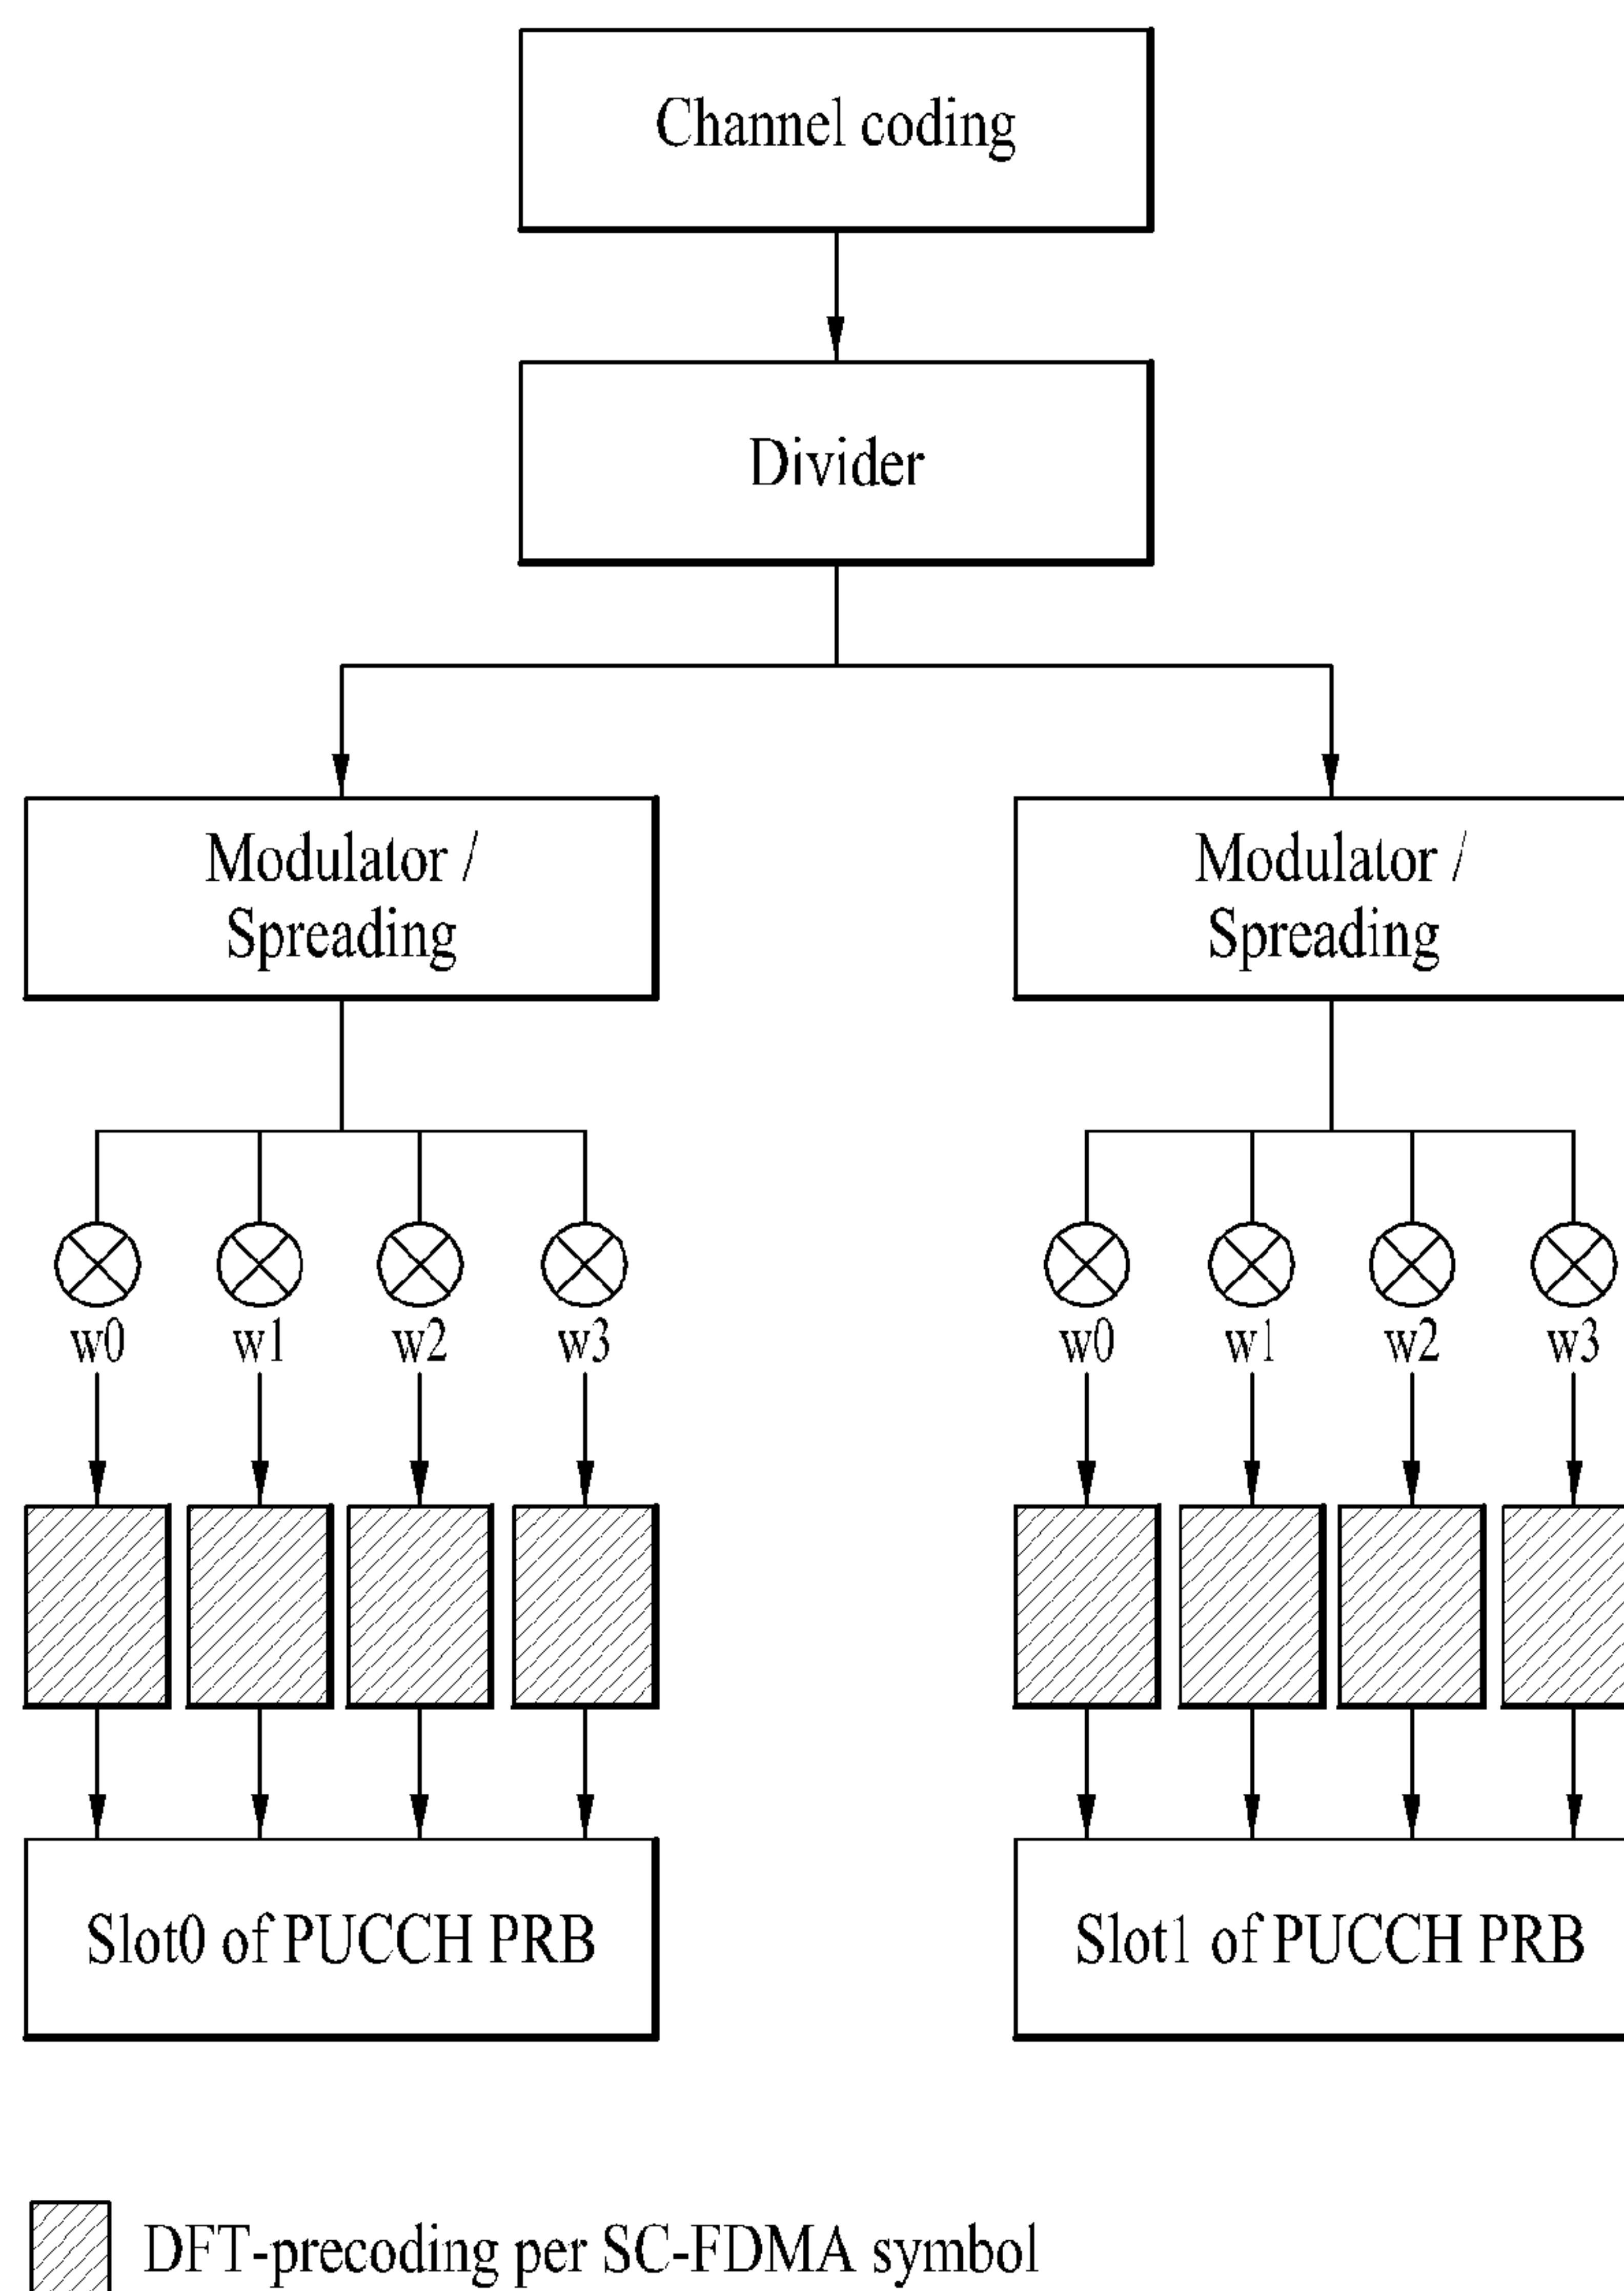 Channel coding
Divider
Modulator /
Spreading
Modulator /
Spreading
w0 w1 w2 w3
w0 w1 w2 w3
Slot0 of PUCCH PRB
Slot1 of PUCCH PRB
DFT-precoding per SC-FDMA symbol